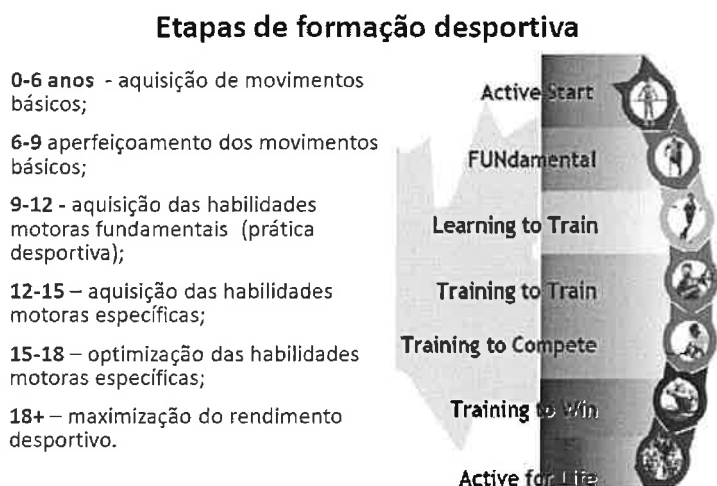 Etapas de formação desportiva
0-6 anos - aquisição de movimentos
básicos;
6-9 aperfeiçoamento dos movimentos
básicos;
9-12 - aquisição das habilidades
motoras fundamentais (prática
desportiva);
12-15 – aquisição das habilidades
motoras específicas;
15-18 – optimização das habilidades
motoras específicas;
18+ – maximização do rendimento
desportivo.
Active Start
FUNdamental
Learning to Train
Training to Train
Training to Compete
Training to Win
Active for Life